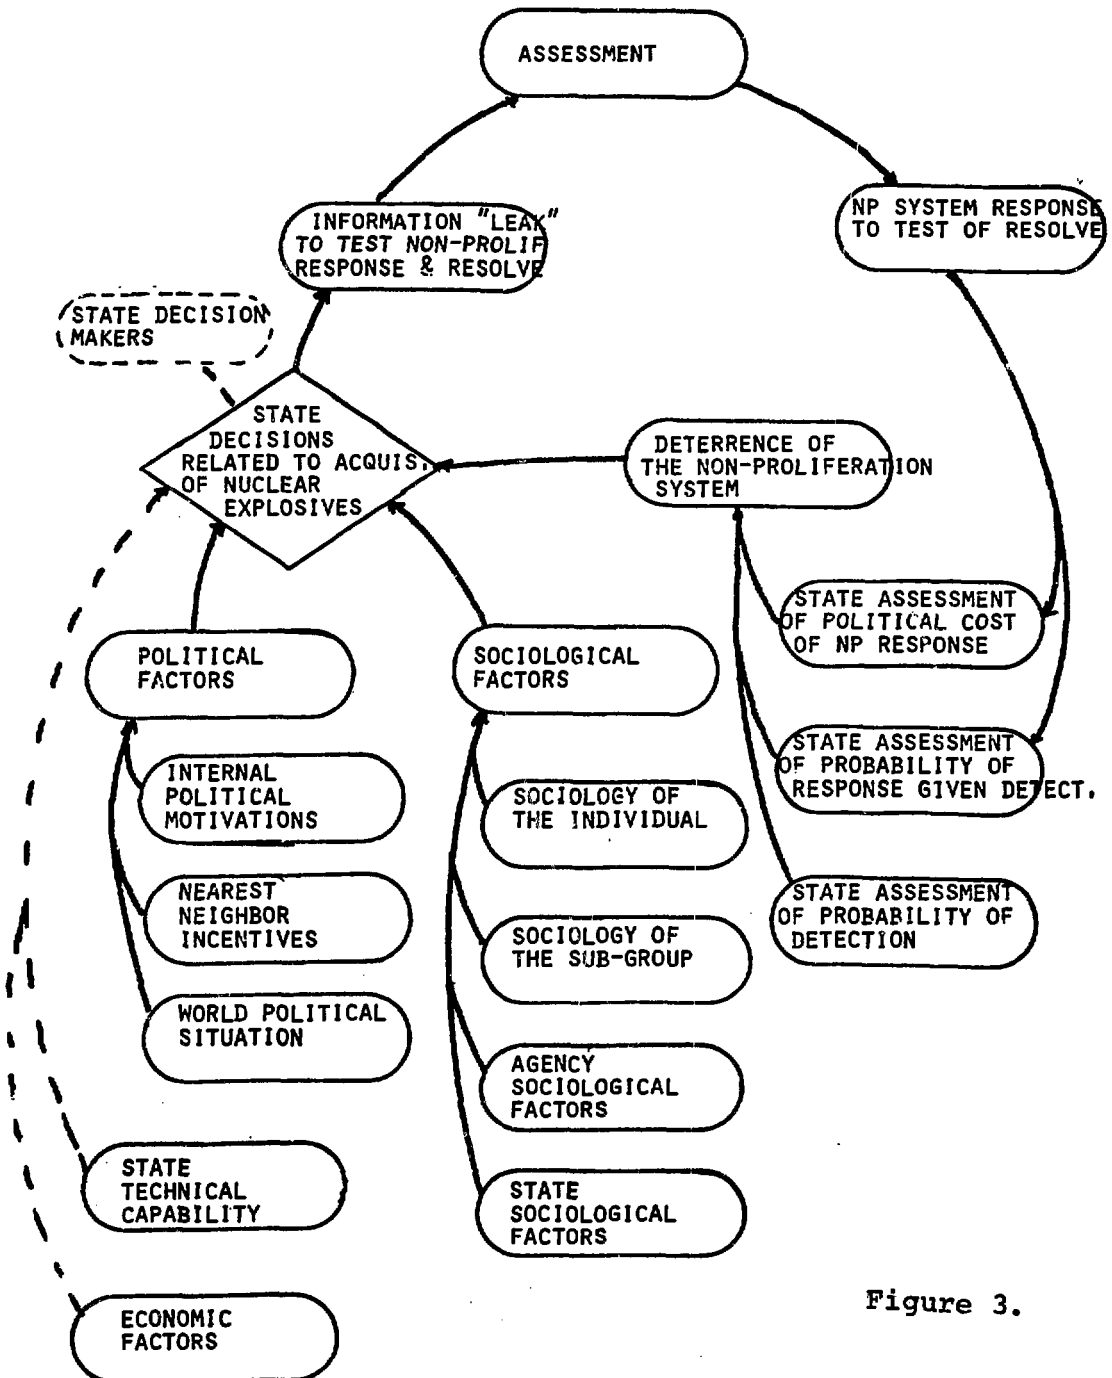 ASSESSMENT
INFORMATION "LEAK"
TO TEST NON-PROLIF
RESPONSE & RESOLVE
NP SYSTEM RESPONSE
TO TEST OF RESOLVE
STATE DECISION
MAKERS
STATE
DECISIONS
RELATED TO ACQUIS.
OF NUCLEAR
EXPLOSIVES
DETERRENCE OF
THE NON-PROLIFERATION
SYSTEM
STATE ASSESSMENT
OF POLITICAL COST
OF NP RESPONSE
POLITICAL
FACTORS
SOCIOLOGICAL
FACTORS
STATE ASSESSMENT
OF PROBABILITY OF
RESPONSE GIVEN DETECT.
INTERNAL
POLITICAL
MOTIVATIONS
SOCIOLOGY OF
THE INDIVIDUAL
NEAREST
NEIGHBOR
INCENTIVES
STATE ASSESSMENT
OF PROBABILITY OF
DETECTION
SOCIOLOGY OF
THE SUB-GROUP
WORLD POLITICAL
SITUATION
AGENCY
SOCIOLOGICAL
FACTORS
STATE
TECHNICAL
CAPABILITY
STATE
SOCIOLOGICAL
FACTORS
ECONOMIC
FACTORS
Figure 3.